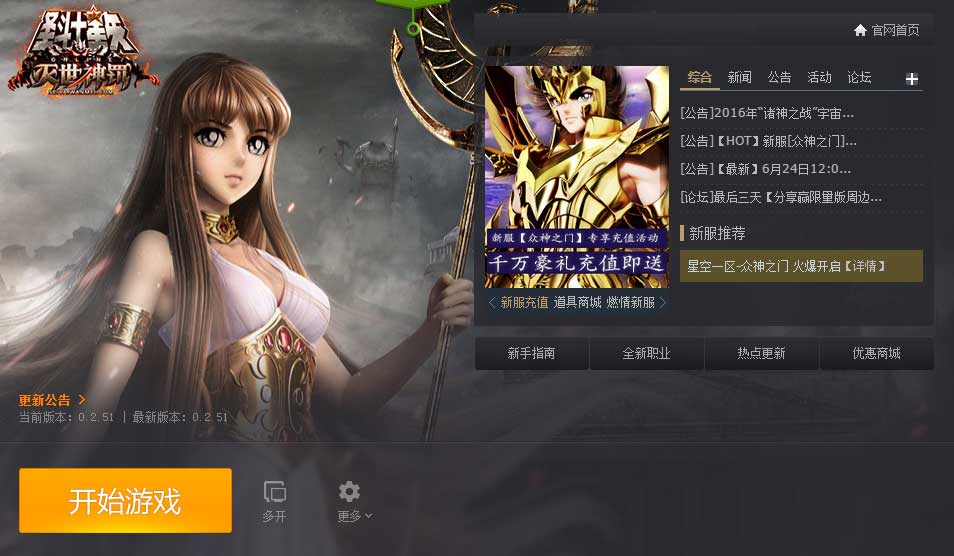 圣斗士星矢
ONLINE
灭世神罚
官网首页
综合 新闻 公告 活动 论坛
[公告]2016年“诸神之战”宇宙...
[公告]【HOT】新服[众神之门]...
[公告]【最新】6月24日12:0...
[论坛]最后三天【分享赢限量版周边...
新服推荐
星空一区-众神之门 火爆开启【详情】
新服【众神之门】专享充值活动
千万豪礼充值即送
新服充值 道具商城 燃情新服
新手指南 全新职业 热点更新 优惠商城
更新公告
当前版本：0.2.51 | 最新版本：0.2.51
开始游戏
多开
更多